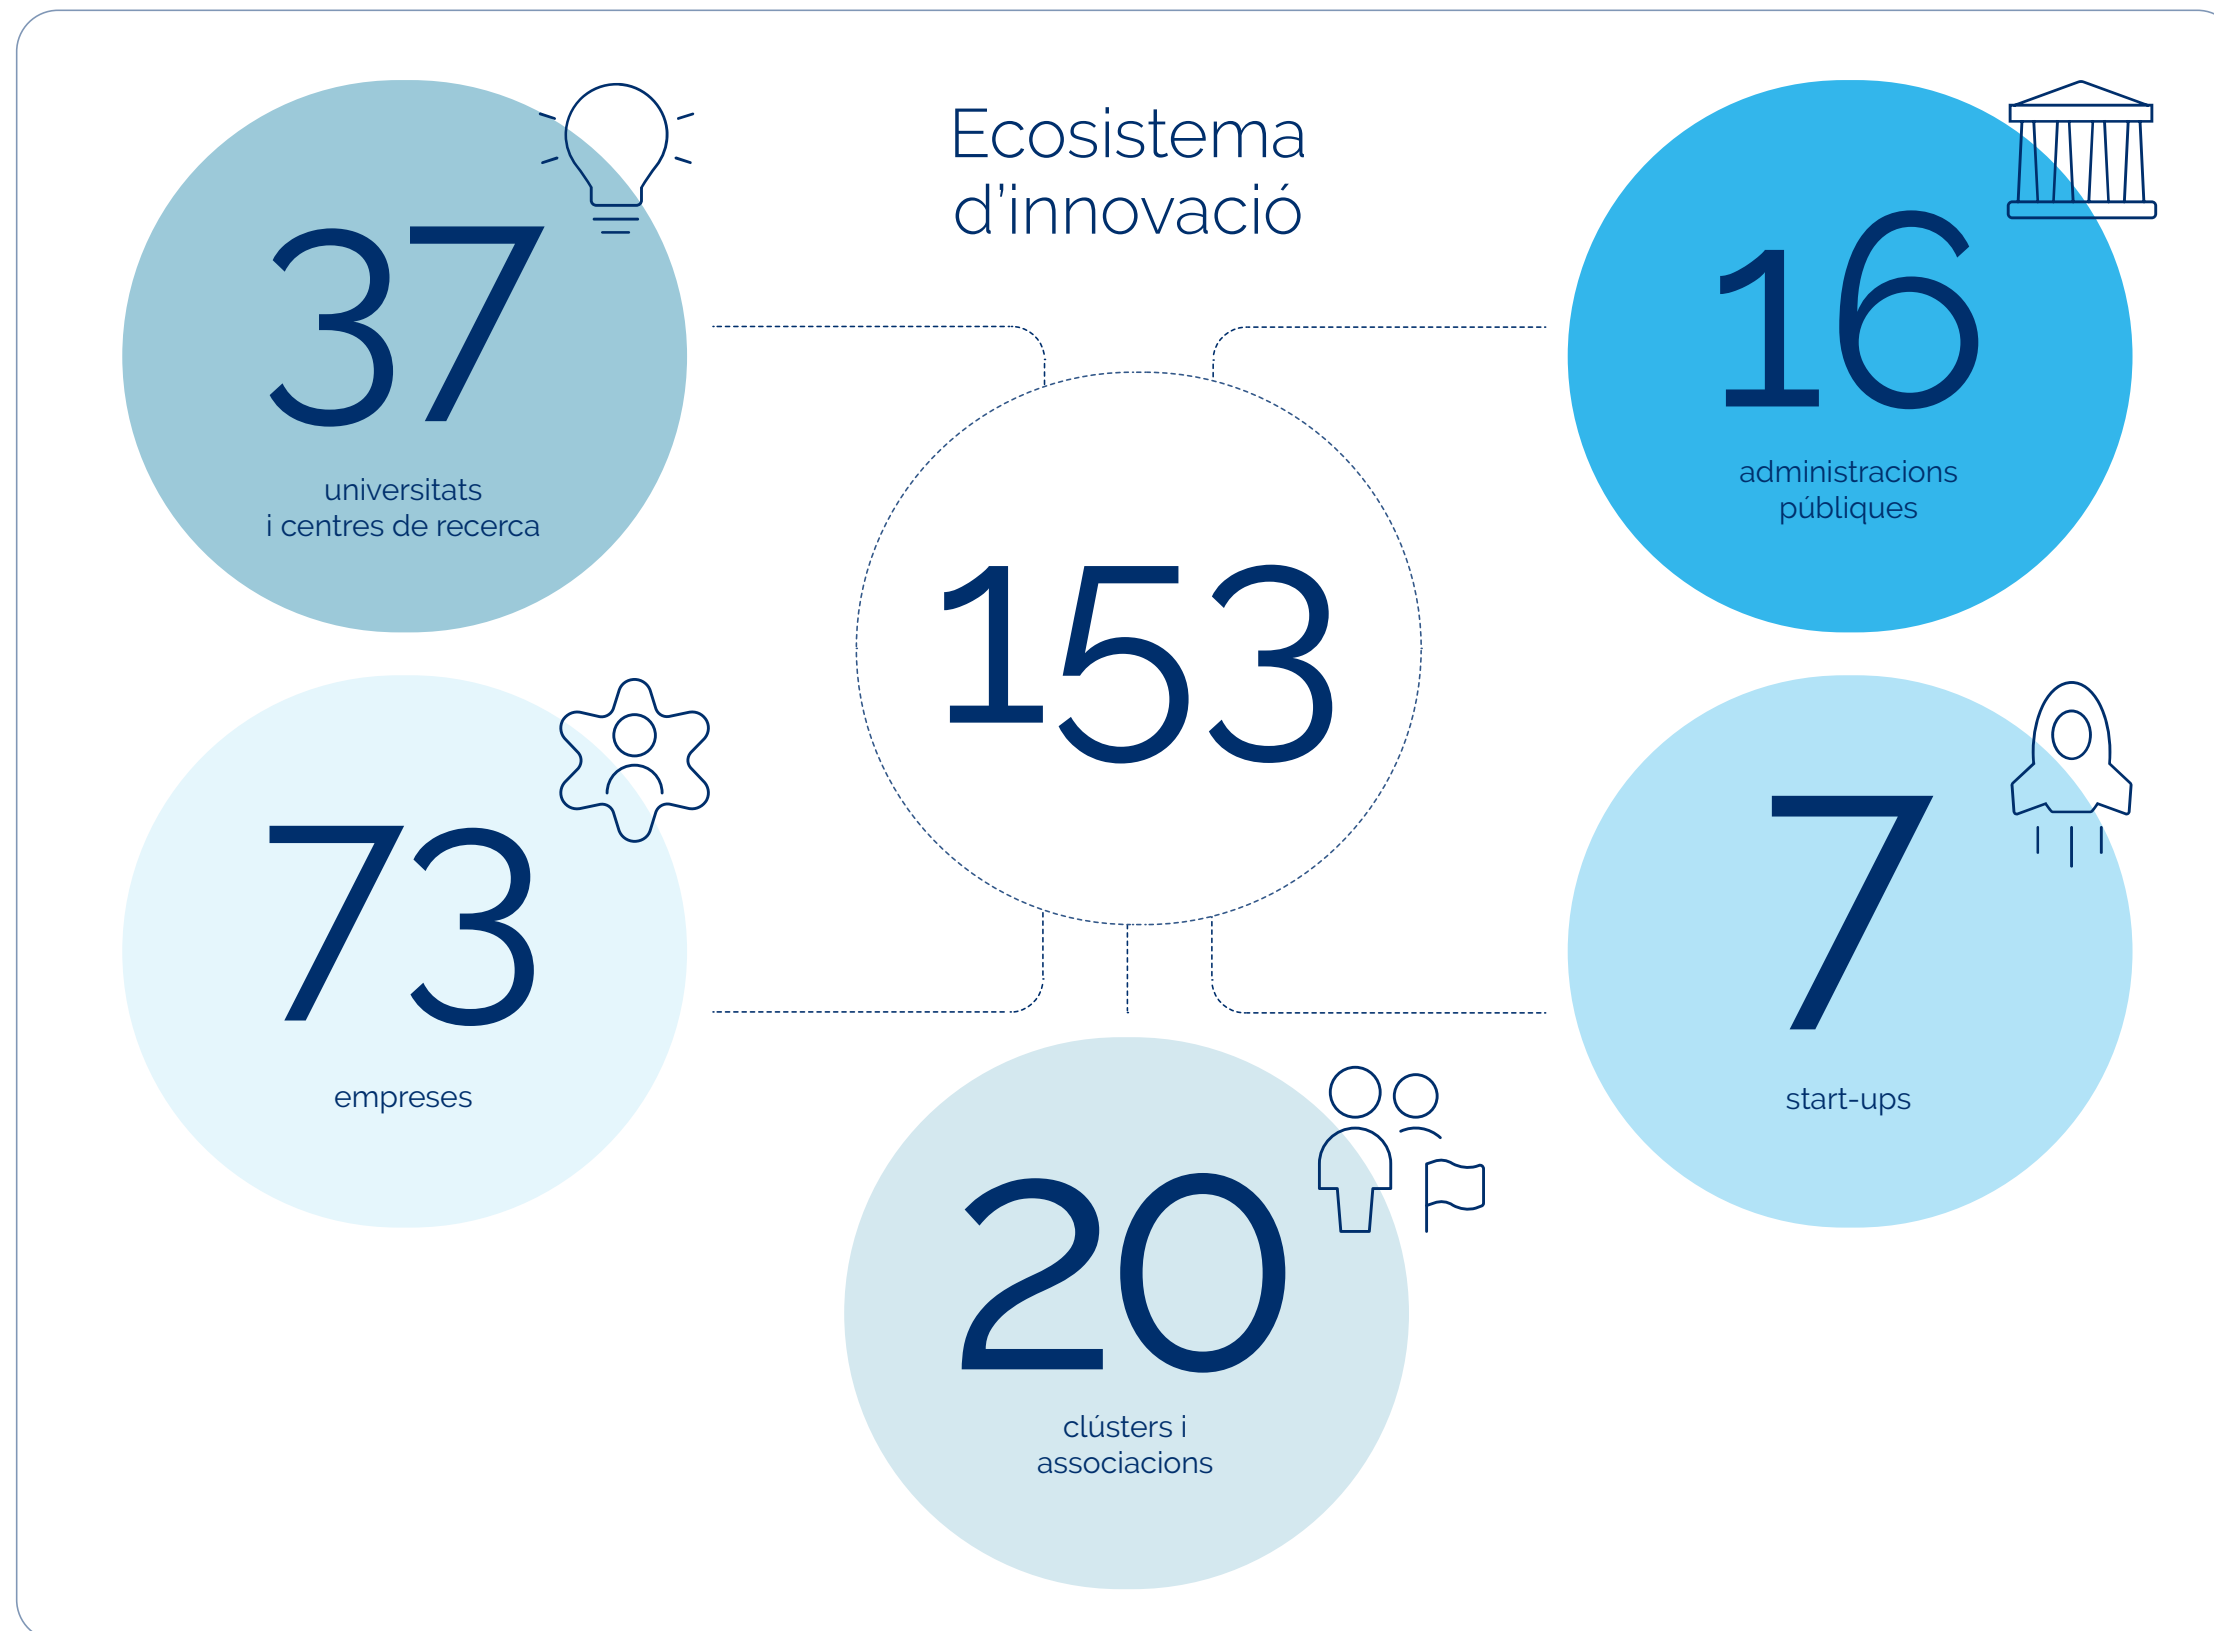 Ecosistema
d’innovació
37
universitats
i centres de recerca
16
administracions
públiques
153
73
empreses
7
start-ups
20
clústers i
associacions